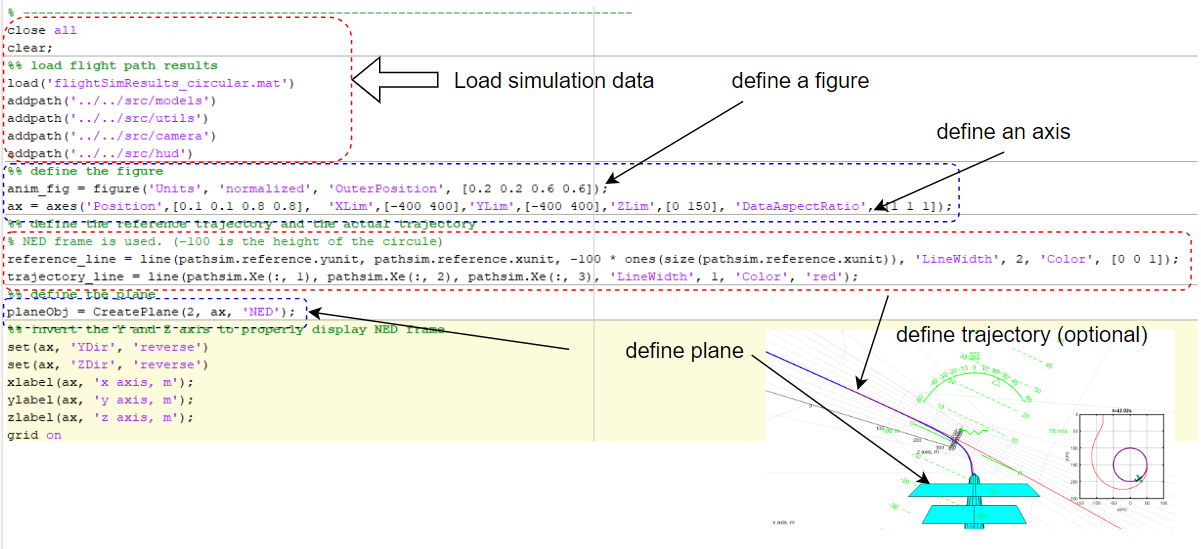 % ----------------------------------------------------------------------------
close all
clear;
%% load flight path results
load('flightSimResults_circular.mat')
addpath('../../src/models')
addpath('../../src/utils')
addpath('../../src/camera')
addpath('../../src/hud')
Load simulation data
define a figure
define an axis
%% define the figure
anim_fig = figure('Units', 'normalized', 'OuterPosition', [0.2 0.2 0.6 0.6]);
ax = axes('Position',[0.1 0.1 0.8 0.8],  'XLim',[-400 400],'YLim',[-400 400],'ZLim',[0 150], 'DataAspectRatio', [1 1 1]);
%% define the reference trajectory and the actual trajectory
% NED frame is used. (-100 is the height of the circule)
reference_line = line(pathsim.reference.yunit, pathsim.reference.xunit, -100 * ones(size(pathsim.reference.xunit)), 'LineWidth', 2, 'Color', [0 0 1]);
trajectory_line = line(pathsim.Xe(:, 1), pathsim.Xe(:, 2), pathsim.Xe(:, 3), 'LineWidth', 1, 'Color', 'red');
%% define the plane
planeObj = CreatePlane(2, ax, 'NED');
%% invert the Y and Z axis to properly display NED frame
set(ax, 'YDir', 'reverse')
set(ax, 'ZDir', 'reverse')
xlabel(ax, 'x axis, m');
ylabel(ax, 'y axis, m');
zlabel(ax, 'z axis, m');
grid on
define plane
define trajectory (optional)
323
t=42.02s
15 m/s
z axis, m
x axis, m
y(m)
x(m)